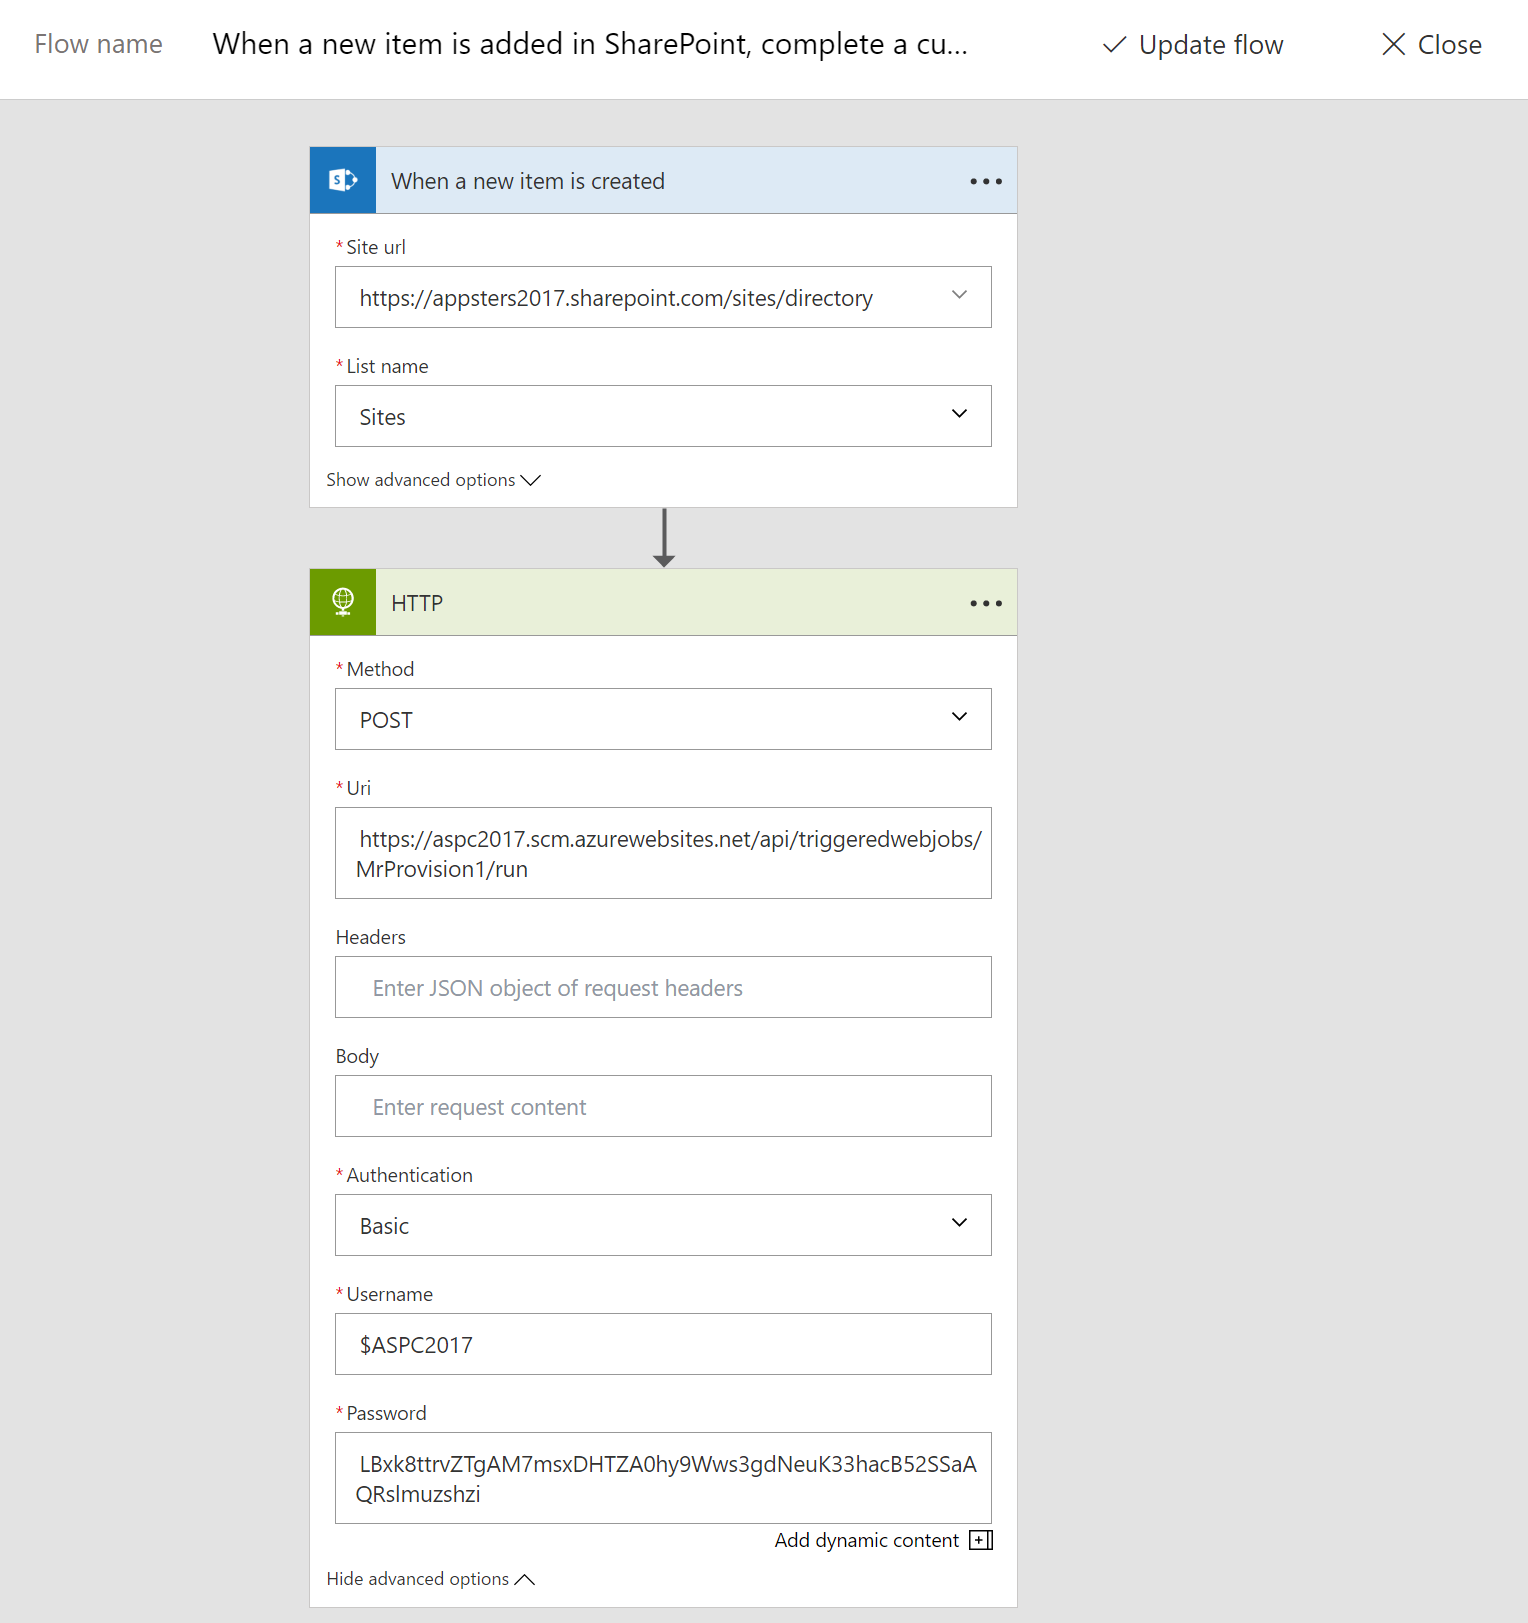 Flow name When a new item is added in SharePoint, complete a cu... Update flow Close
S
When a new item is created
* Site url
https://appsters2017.sharepoint.com/sites/directory
* List name
Sites
Show advanced options
HTTP
* Method
POST
* Uri
https://aspc2017.scm.azurewebsites.net/api/triggeredwebjobs/
MrProvision1/run
Headers
Enter JSON object of request headers
Body
Enter request content
* Authentication
Basic
* Username
$ASPC2017
* Password
LBxk8ttrvZTgAM7msxDHTZA0hy9Wws3gdNeuK33hacB52SSaA
QRslmuzshzi
Add dynamic content
Hide advanced options